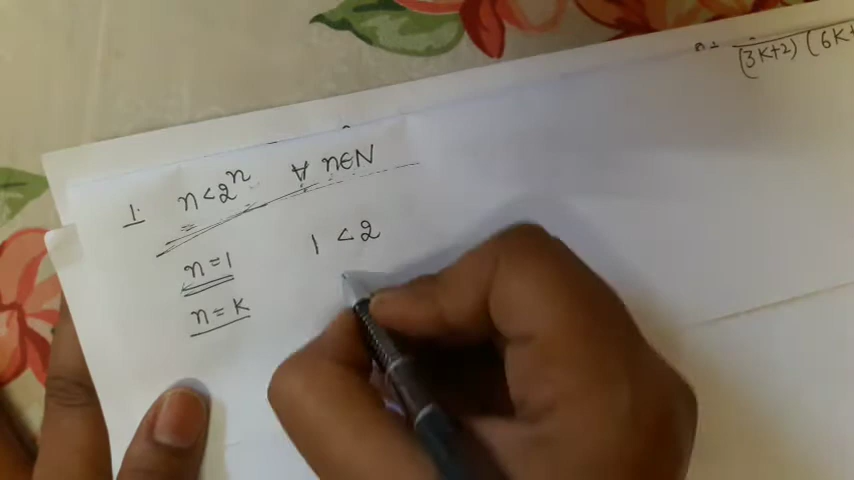 (3K+2) (6K+
1. n<2ⁿ ∀ n∈N
n=1 1 <2
n=K